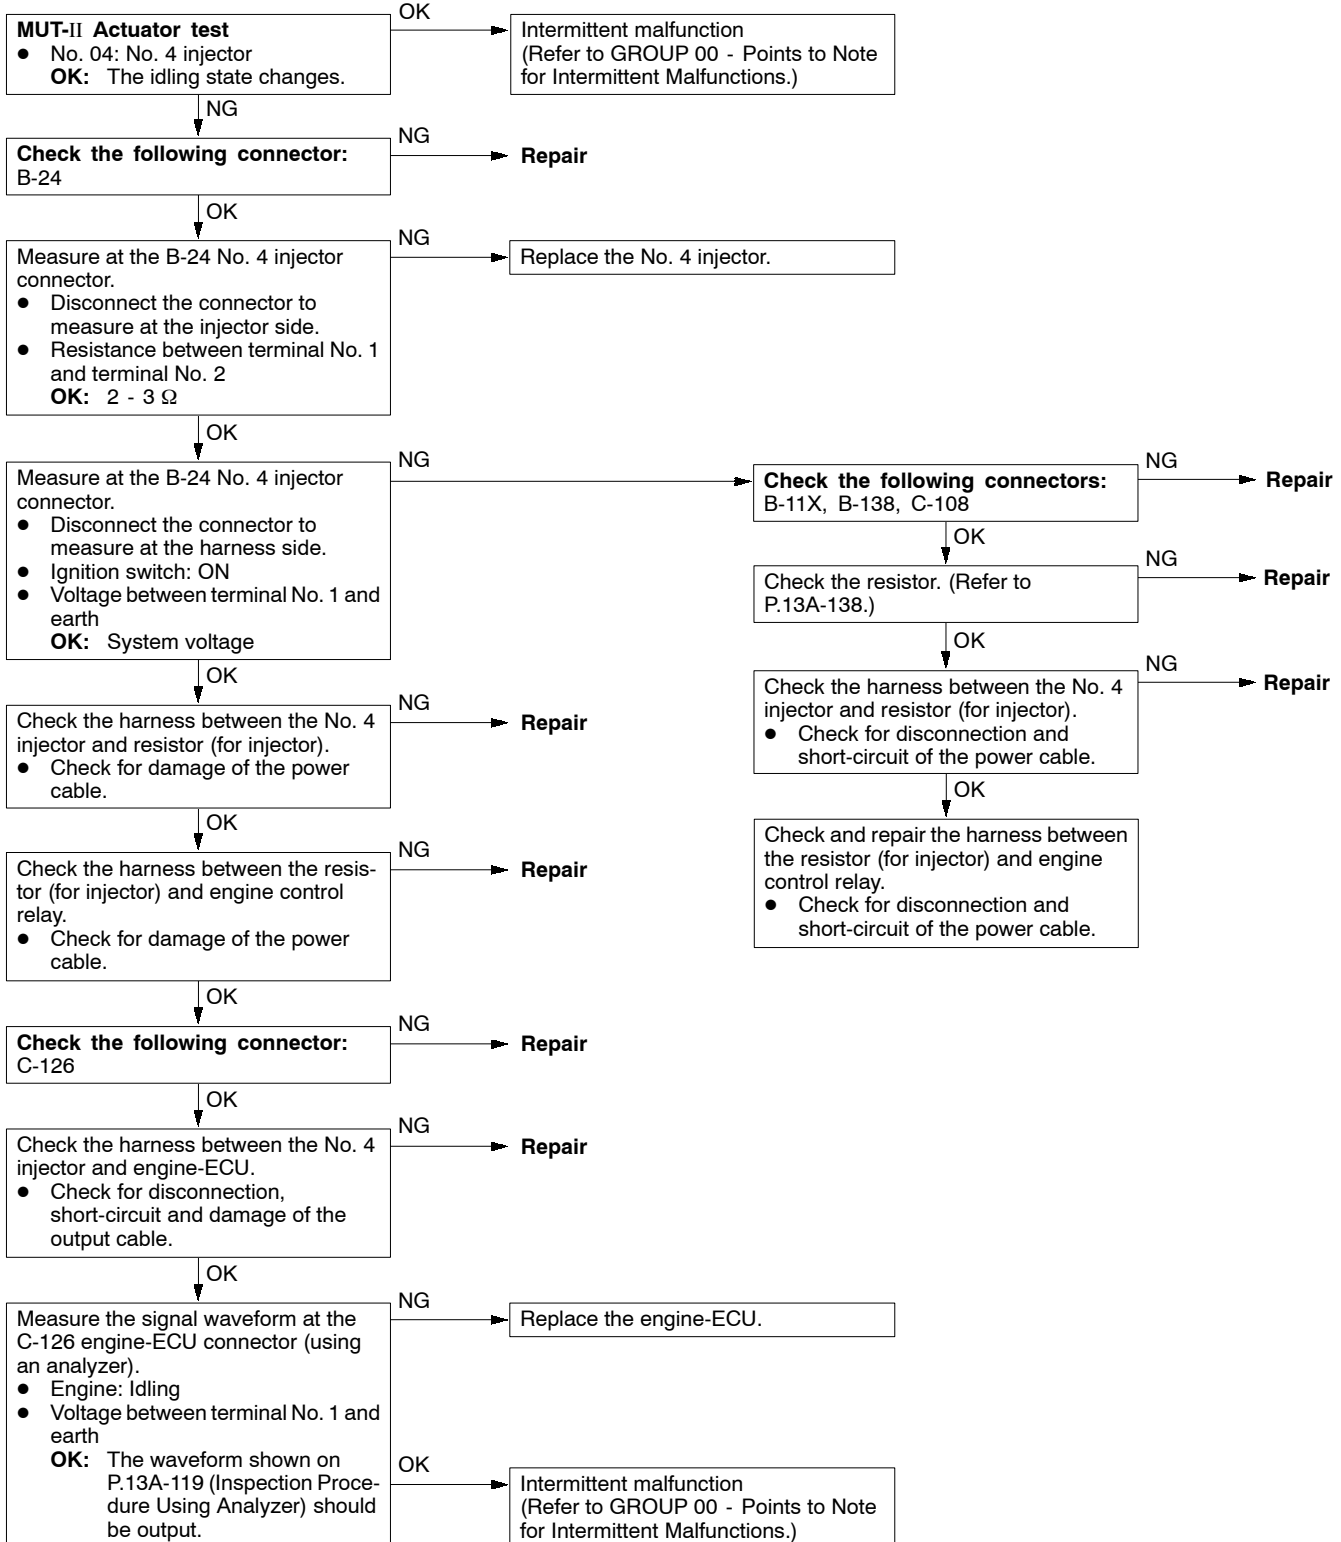 MUT-II Actuator test
● No. 04: No. 4 injector
OK: The idling state changes.
OK
Intermittent malfunction
(Refer to GROUP 00 - Points to Note
for Intermittent Malfunctions.)
NG
Check the following connector:
B-24
NG
Repair
OK
Measure at the B-24 No. 4 injector
connector.
● Disconnect the connector to
measure at the injector side.
● Resistance between terminal No. 1
and terminal No. 2
OK: 2 - 3 Ω
NG
Replace the No. 4 injector.
OK
Measure at the B-24 No. 4 injector
connector.
● Disconnect the connector to
measure at the harness side.
● Ignition switch: ON
● Voltage between terminal No. 1 and
earth
OK: System voltage
NG
Check the following connectors:
B-11X, B-138, C-108
NG
Repair
OK
Check the resistor. (Refer to
P.13A-138.)
NG
Repair
OK
Check the harness between the No. 4
injector and resistor (for injector).
● Check for disconnection and
short-circuit of the power cable.
NG
Repair
OK
Check and repair the harness between
the resistor (for injector) and engine
control relay.
● Check for disconnection and
short-circuit of the power cable.
OK
Check the harness between the No. 4
injector and resistor (for injector).
● Check for damage of the power
cable.
NG
Repair
OK
Check the harness between the resis-
tor (for injector) and engine control
relay.
● Check for damage of the power
cable.
NG
Repair
OK
Check the following connector:
C-126
NG
Repair
OK
Check the harness between the No. 4
injector and engine-ECU.
● Check for disconnection,
short-circuit and damage of the
output cable.
NG
Repair
OK
Measure the signal waveform at the
C-126 engine-ECU connector (using
an analyzer).
● Engine: Idling
● Voltage between terminal No. 1 and
earth
OK: The waveform shown on
P.13A-119 (Inspection Proce-
dure Using Analyzer) should
be output.
NG
Replace the engine-ECU.
OK
Intermittent malfunction
(Refer to GROUP 00 - Points to Note
for Intermittent Malfunctions.)